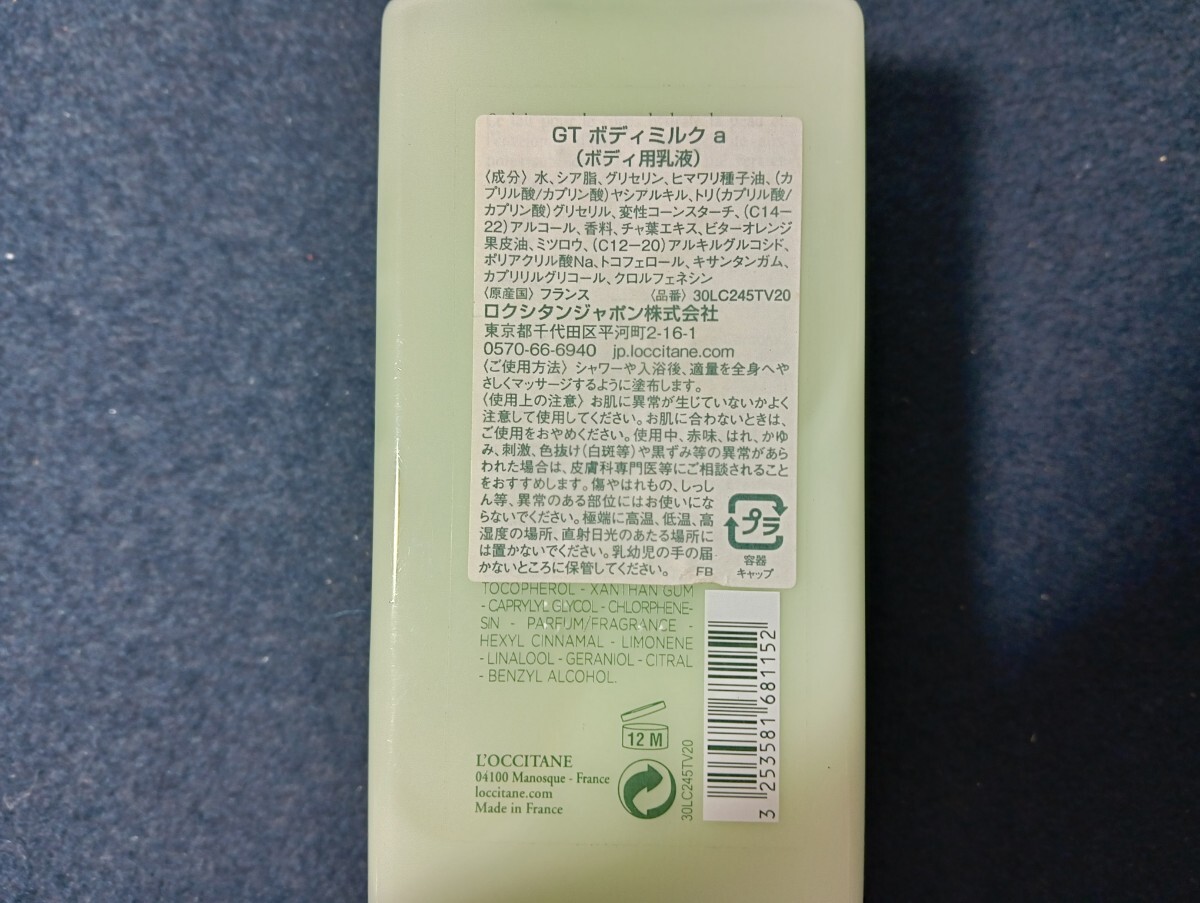 GT ボディミルク a
（ボディ用乳液）
〈成分〉水、シア脂、グリセリン、ヒマワリ種子油、（カ
プリル酸/カプリン酸）ヤシアルキル、トリ（カプリル酸/
カプリン酸）グリセリル、変性コーンスターチ、（C14－
22）アルコール、香料、チャ葉エキス、ビターオレンジ
果皮油、ミツロウ、（C12－20）アルキルグルコシド、
ポリアクリル酸Na、トコフェロール、キサンタンガム、
カプリリルグリコール、クロルフェネシン
〈原産国〉フランス 〈品番〉30LC245TV20
ロクシタンジャポン株式会社
東京都千代田区平河町2-16-1
0570-66-6940 jp.loccitane.com
〈ご使用方法〉シャワーや入浴後、適量を全身へや
さしくマッサージするように塗布します。
〈使用上の注意〉お肌に異常が生じていないかよく
注意して使用してください。お肌に合わないときは、
ご使用をおやめください。使用中、赤味、はれ、かゆ
み、刺激、色抜け（白斑等）や黒ずみ等の異常があら
われた場合は、皮膚科専門医等にご相談されること
をおすすめします。傷やはれもの、しっし
ん等、異常のある部位にはお使いにな
らないでください。極端に高温、低温、高
湿度の場所、直射日光のあたる場所に
は置かないでください。乳幼児の手の届
かないところに保管してください。 FB
プラ
容器
キャップ
TOCOPHEROL - XANTHAN GUM
- CAPRYLYL GLYCOL - CHLORPHENE-
SIN - PARFUM/FRAGRANCE -
HEXYL CINNAMAL - LIMONENE
- LINALOOL - GERANIOL - CITRAL
- BENZYL ALCOHOL.
12 M
L'OCCITANE
04100 Manosque - France
loccitane.com
Made in France
30LC245TV20
3 253581 681152